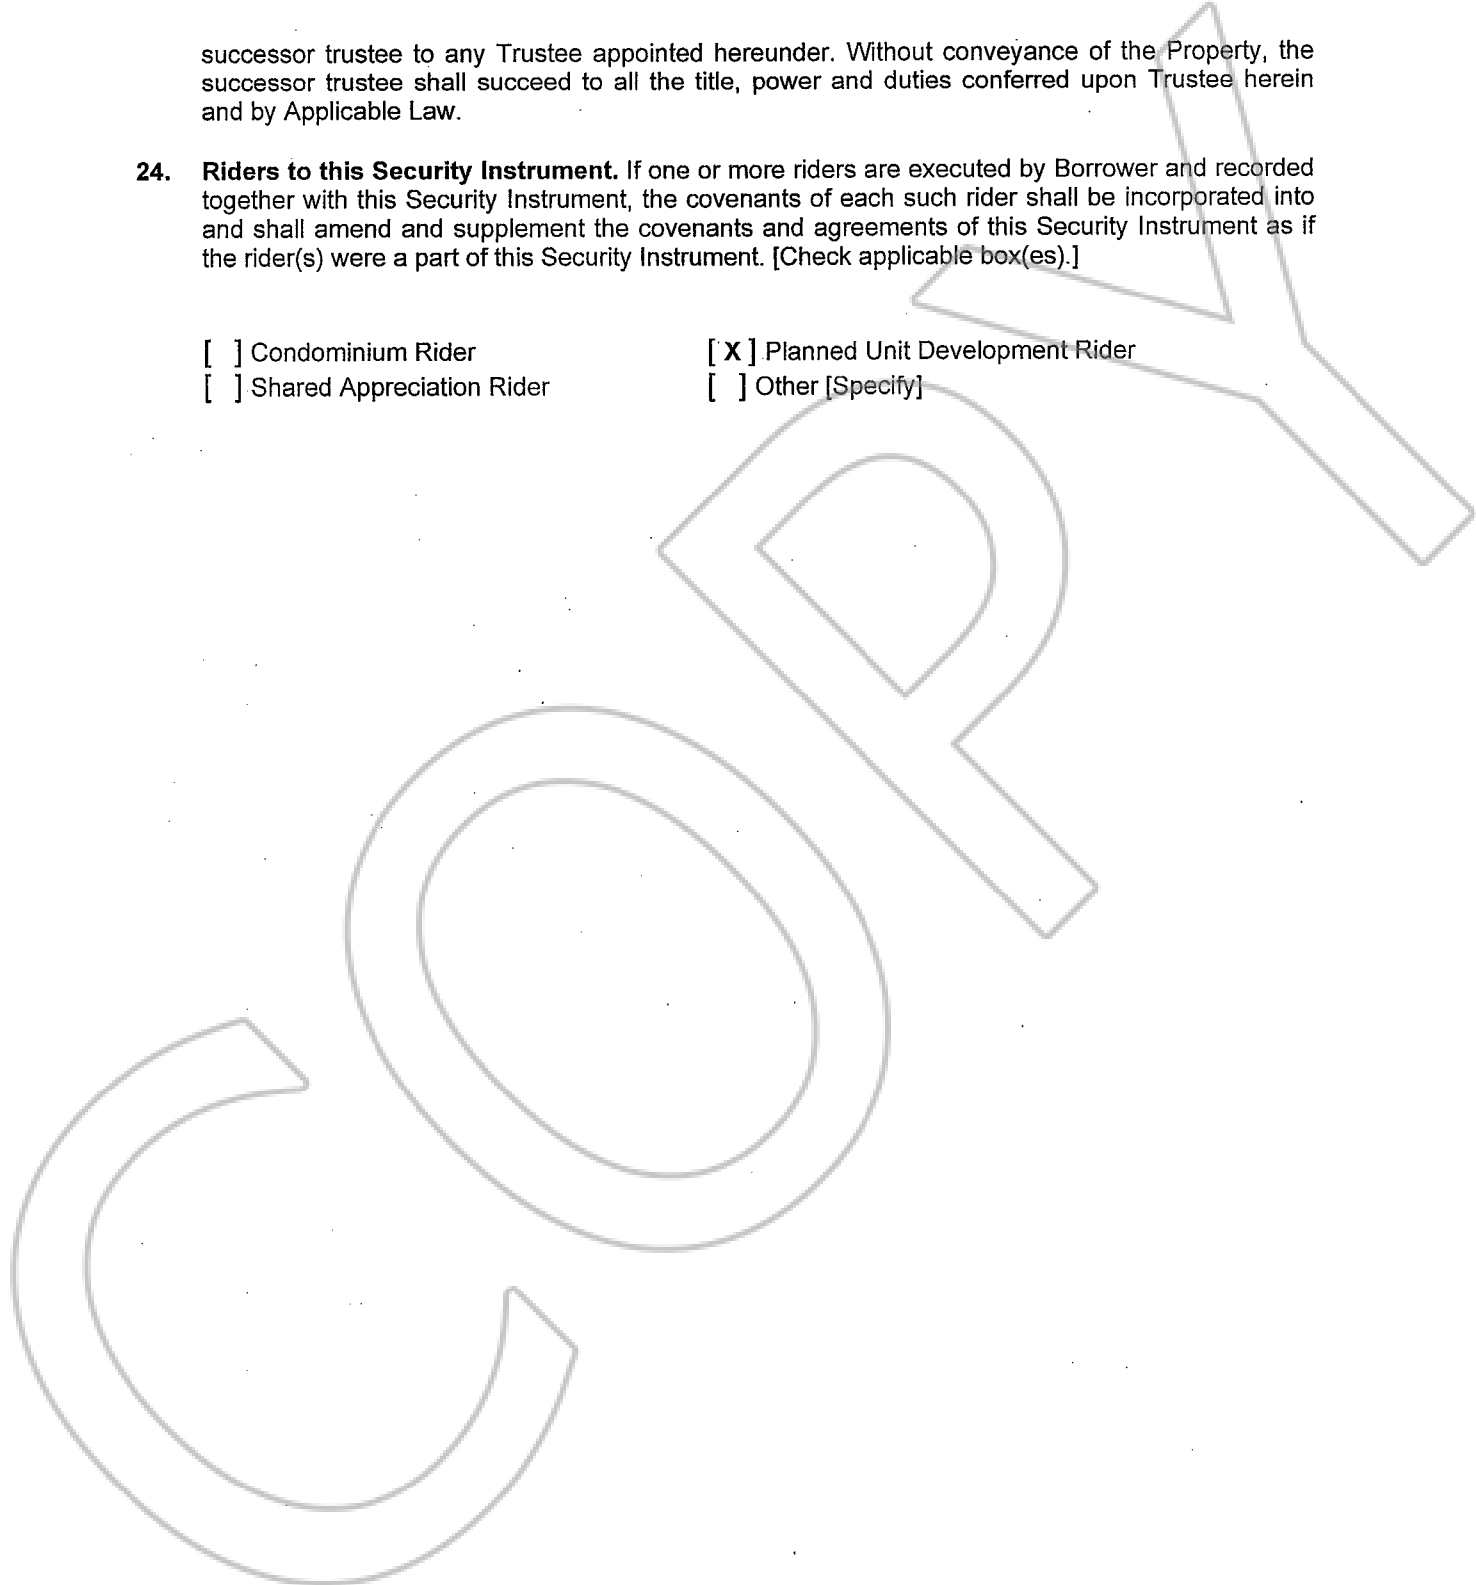 successor trustee to any Trustee appointed hereunder. Without conveyance of the Property, the
successor trustee shall succeed to all the title, power and duties conferred upon Trustee herein
and by Applicable Law.
24. Riders to this Security Instrument. If one or more riders are executed by Borrower and recorded
together with this Security Instrument, the covenants of each such rider shall be incorporated into
and shall amend and supplement the covenants and agreements of this Security Instrument as if
the rider(s) were a part of this Security Instrument. [Check applicable box(es).]
[ ] Condominium Rider [ X ] Planned Unit Development Rider
[ ] Shared Appreciation Rider [ ] Other [Specify]
COPY